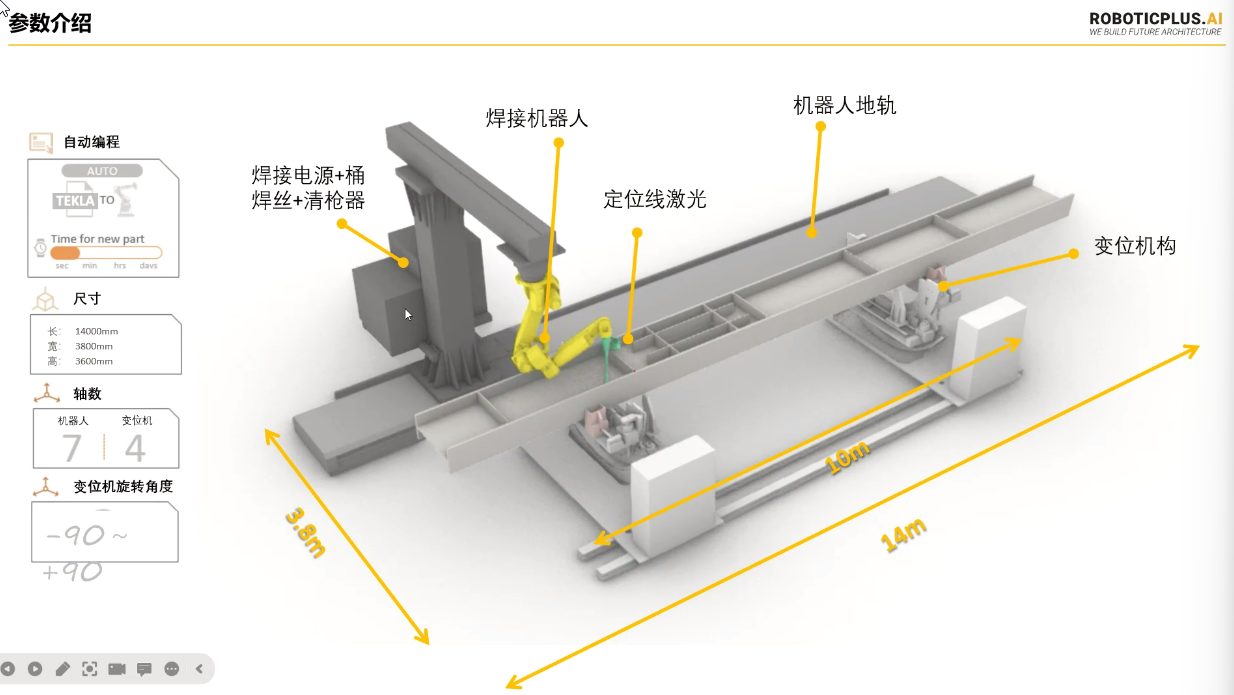 参数介绍
ROBOTICPLUS.AI
WE BUILD FUTURE ARCHITECTURE
自动编程
AUTO
TEKLA TO
Time for new part
sec min hrs days
尺寸
长: 14000mm
宽: 3800mm
高: 3600mm
轴数
机器人 变位机
7 4
变位机旋转角度
-90 ~
+90
焊接电源+桶
焊丝+清枪器
焊接机器人
定位线激光
机器人地轨
变位机构
3.8m
10m
14m